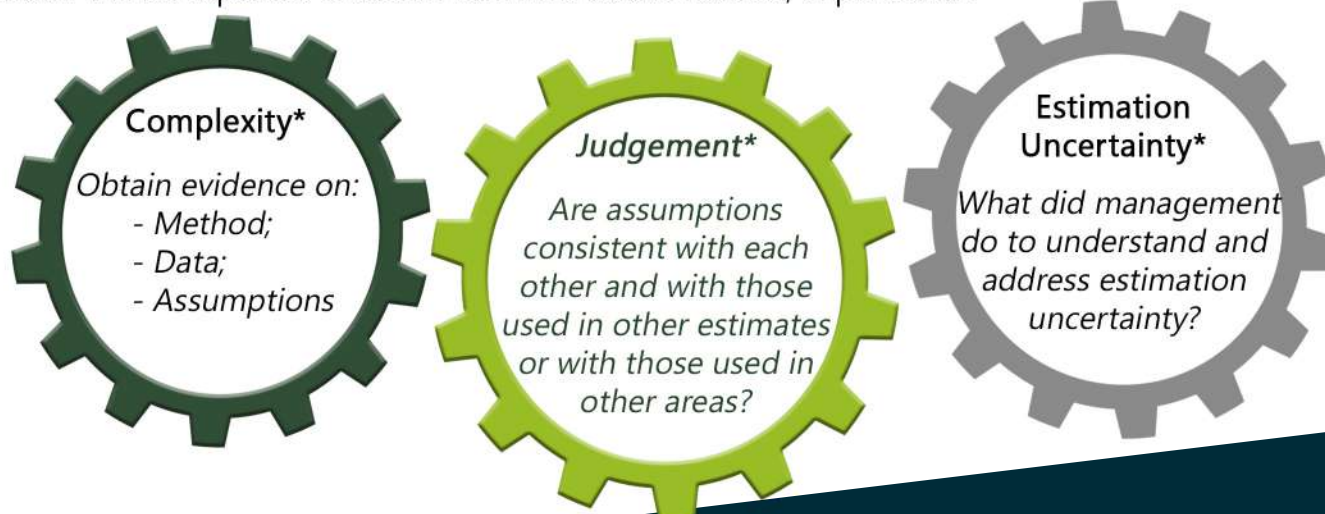 Complexity*
Obtain evidence on:
- Method;
- Data;
- Assumptions
Judgement*
Are assumptions
consistent with each
other and with those
used in other estimates
or with those used in
other areas?
Estimation
Uncertainty*
What did management
do to understand and
address estimation
uncertainty?